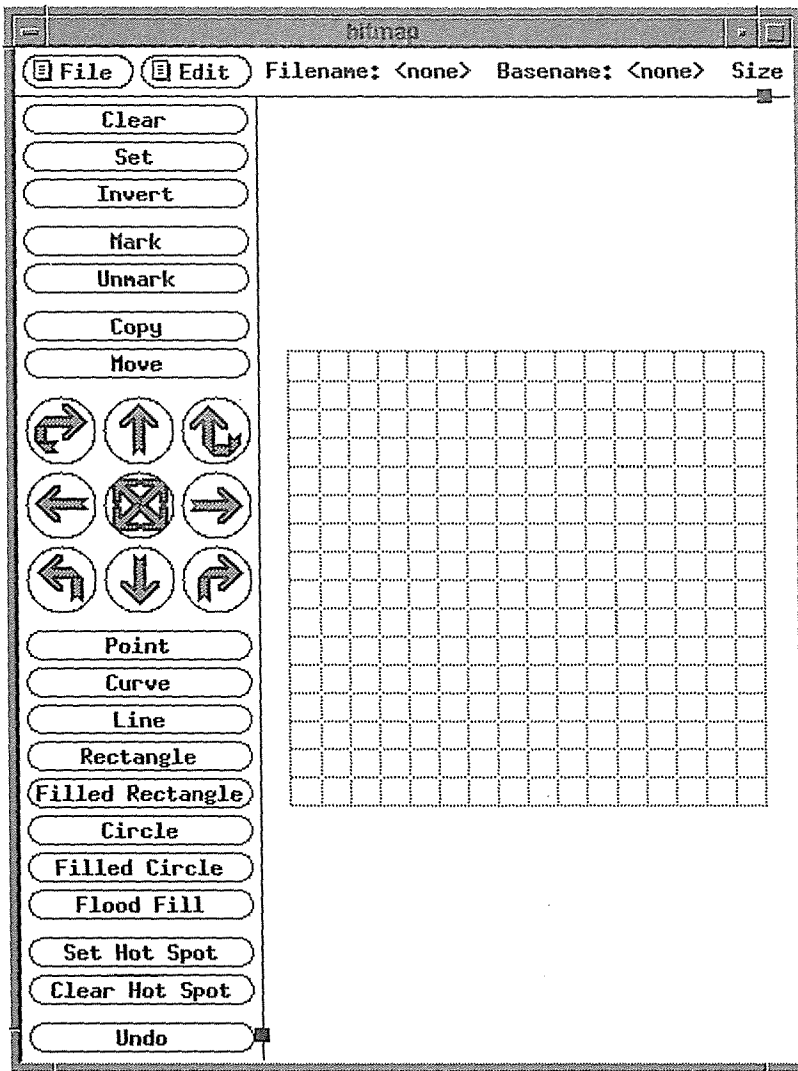 bitmap
File Edit Filename: <none> Basename: <none> Size
Clear
Set
Invert
Mark
Unmark
Copy
Move
Point
Curve
Line
Rectangle
Filled Rectangle
Circle
Filled Circle
Flood Fill
Set Hot Spot
Clear Hot Spot
Undo